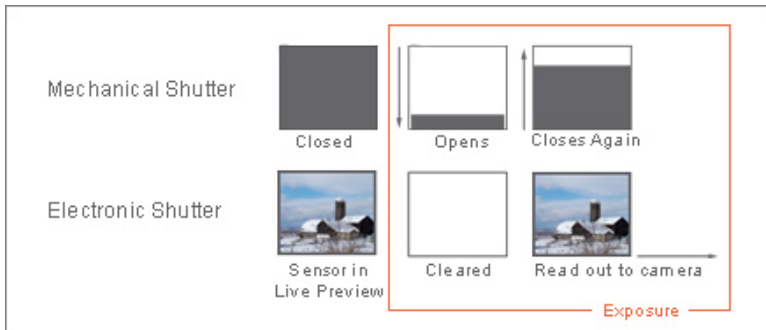 Mechanical Shutter
Closed
Opens
Closes Again
Electronic Shutter
Sensor in
Live Preview
Cleared
Read out to camera
Exposure